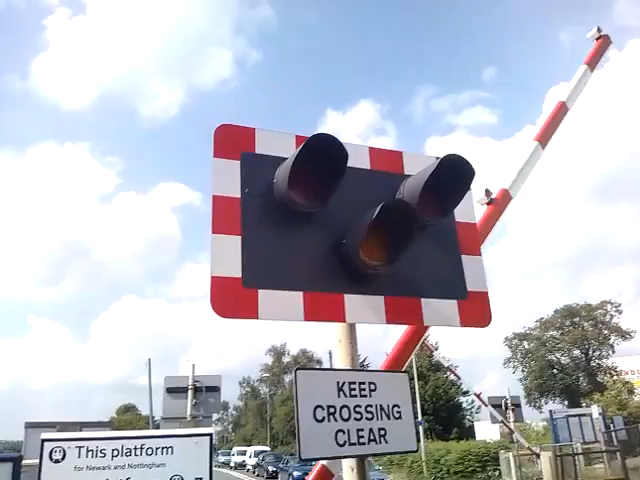 KEEP
CROSSING
CLEAR
This platform
for Newark and Nottingham